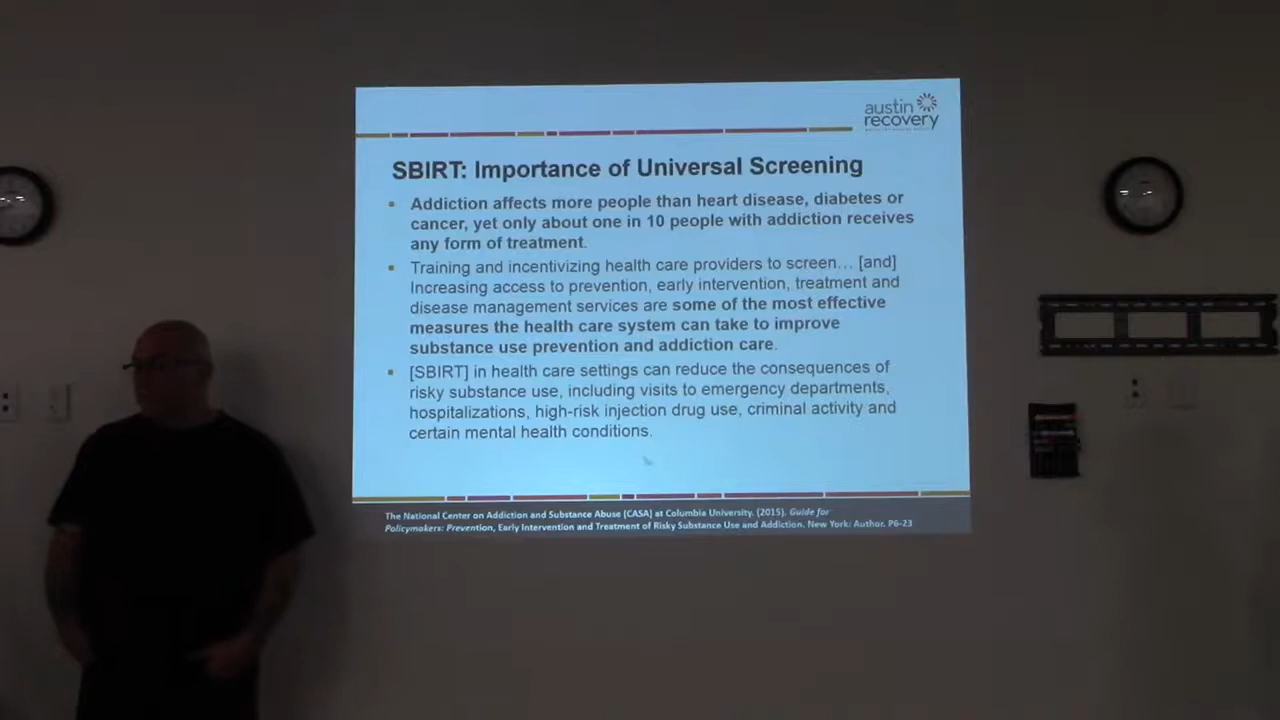 austin
recovery
SBIRT: Importance of Universal Screening
Addiction affects more people than heart disease, diabetes or
cancer, yet only about one in 10 people with addiction receives
any form of treatment.
Training and incentivizing health care providers to screen… [and]
Increasing access to prevention, early intervention, treatment and
disease management services are some of the most effective
measures the health care system can take to improve
substance use prevention and addiction care.
[SBIRT] in health care settings can reduce the consequences of
risky substance use, including visits to emergency departments,
hospitalizations, high-risk injection drug use, criminal activity and
certain mental health conditions.
The National Center on Addiction and Substance Abuse [CASA] at Columbia University. (2015). Guide for
Policymakers: Prevention, Early Intervention and Treatment of Risky Substance Use and Addiction. New York: Author. P6-23